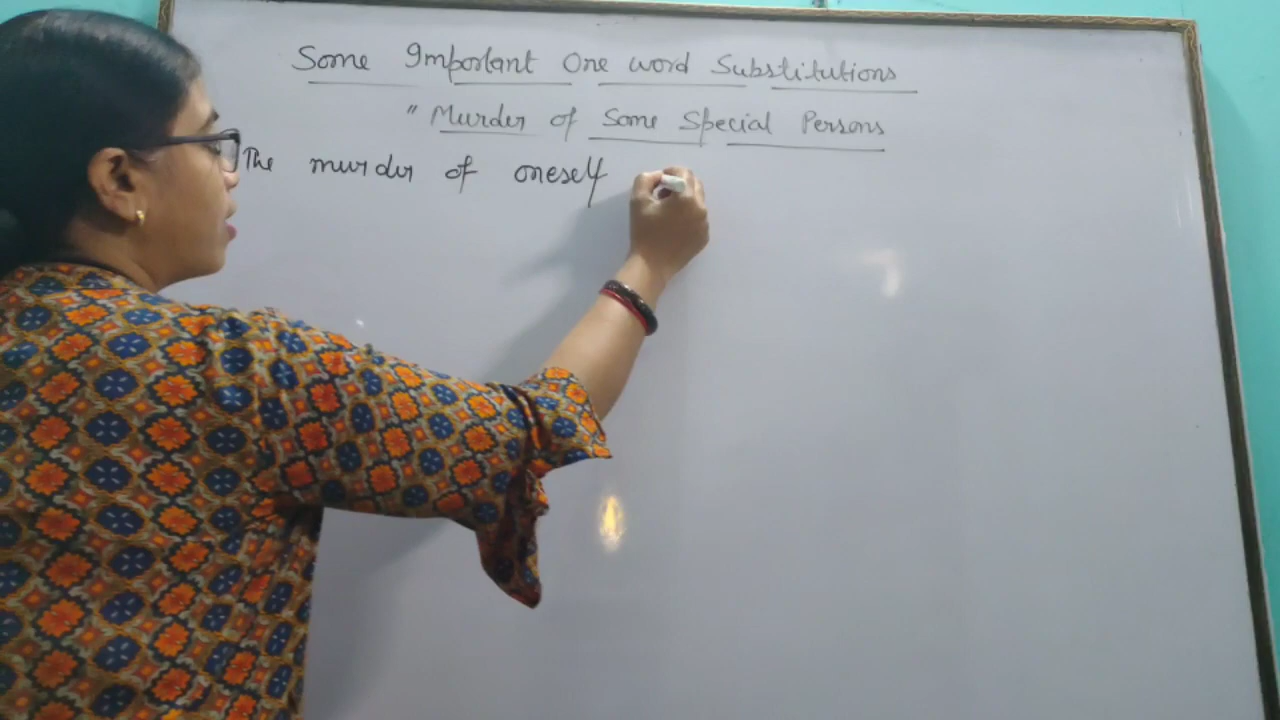 Some Important One word Substitutions
" Murder of Some Special Persons
The murder of oneself